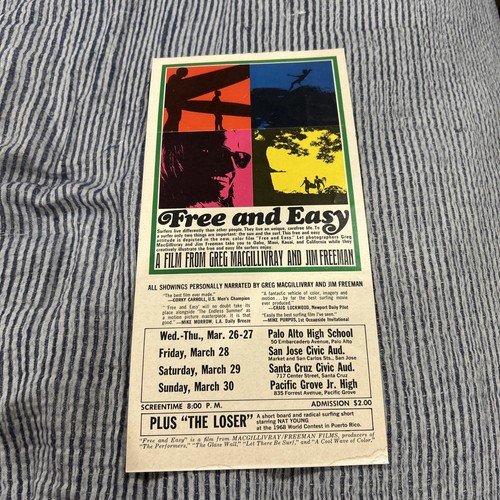 Free and Easy
Surfers live differently than other people. They live an unique, carefree life. To
a surfer only two things are important: the sun and the surf. This free and easy
attitude is depicted in the new, color film "Free and Easy." Let photographers Greg
MacGillivray and Jim Freeman take you to Oahu, Maui, Kauai, and California while they
creatively illustrate the free and easy life surfers enjoy.
A FILM FROM GREG MACGILLIVRAY AND JIM FREEMAN
ALL SHOWINGS PERSONALLY NARRATED BY GREG MACGILLIVRAY AND JIM FREEMAN
"The best film ever made."
—CORKY CARROLL, U.S. Men's Champion
"Free and Easy' will no doubt take its
place alongside 'The Endless Summer' as
a motion picture masterpiece. It is that
good."
—MIKE MORROW, L.A. Daily Breeze
"A fantastic vehicle of color, imagery and
motion . . . by far the best surfing movie
ever produced."
—CRAIG LOCKWOOD, Newport Daily Pilot
"Easily the best surfing film I've seen."
—MIKE PURPUS, 1st Oceanside Invitational
Wed.-Thu., Mar. 26-27 Palo Alto High School
50 Embarcadero Avenue, Palo Alto
Friday, March 28 San Jose Civic Aud.
Market and San Carlos Sts., San Jose
Saturday, March 29 Santa Cruz Civic Aud.
717 Center Street, Santa Cruz
Sunday, March 30 Pacific Grove Jr. High
835 Forrest Avenue, Pacific Grove
SCREENTIME 8:00 P. M. ADMISSION $2.00
PLUS "THE LOSER" A short board and radical surfing short
starring NAT YOUNG
at the 1968 World Contest in Puerto Rico.
"Free and Easy" is a film from MACGILLIVRAY/FREEMAN FILMS, producers of
"The Performers," "The Glass Wall," "Let There Be Surf," and "A Cool Wave of Color."